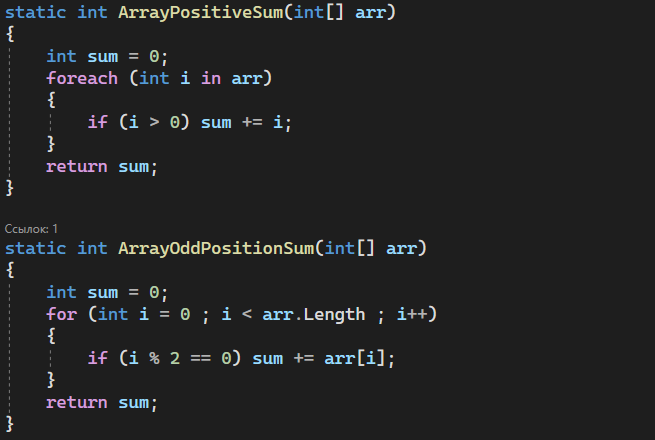 static int ArrayPositiveSum(int[] arr)
{
    int sum = 0;
    foreach (int i in arr)
    {
        if (i > 0) sum += i;
    }
    return sum;
}
Ссылок: 1
static int ArrayOddPositionSum(int[] arr)
{
    int sum = 0;
    for (int i = 0 ; i < arr.Length ; i++)
    {
        if (i % 2 == 0) sum += arr[i];
    }
    return sum;
}